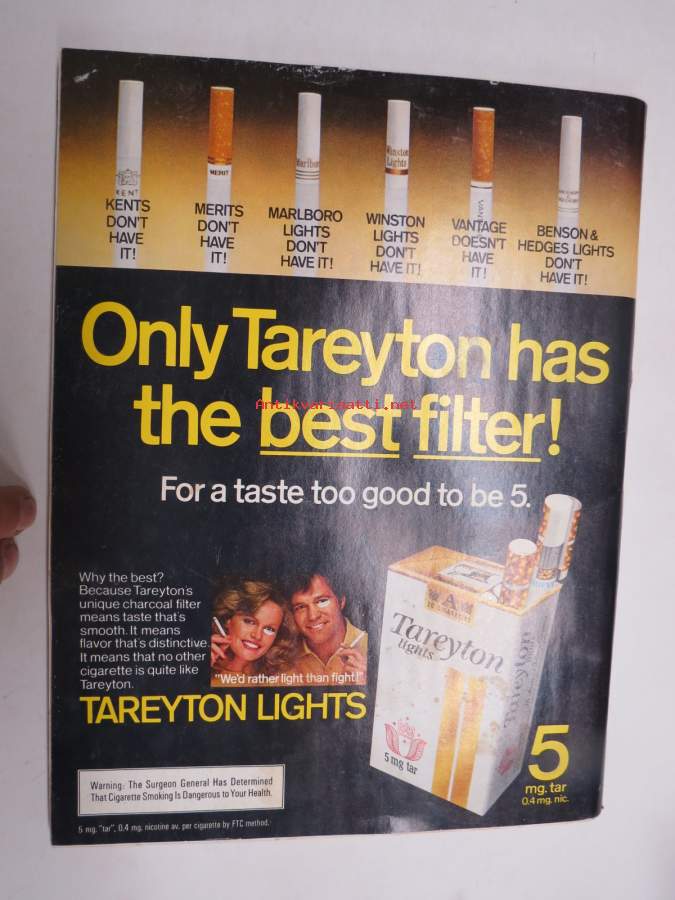 KENT
MERIT
Marlboro
Winston
Lights
KENTS
DON'T
HAVE
IT!
MERITS
DON'T
HAVE
IT!
MARLBORO
LIGHTS
DON'T
HAVE IT!
WINSTON
LIGHTS
DON'T
HAVE IT!
VANTAGE
DOESN'T
HAVE
IT!
BENSON &
HEDGES LIGHTS
DON'T
HAVE IT!
Only Tareyton has
the best filter!
Antikvariaatti.net
For a taste too good to be 5.
Why the best?
Because Tareyton's
unique charcoal filter
means taste that's
smooth. It means
flavor that's distinctive.
It means that no other
cigarette is quite like
Tareyton.
"We'd rather light than fight!"
TAREYTON LIGHTS
Tareyton
lights
Tareyton
5 mg tar
5
mg. tar
0.4 mg. nic.
Warning: The Surgeon General Has Determined
That Cigarette Smoking Is Dangerous to Your Health.
5 mg. "tar", 0.4 mg. nicotine av. per cigarette by FTC method.